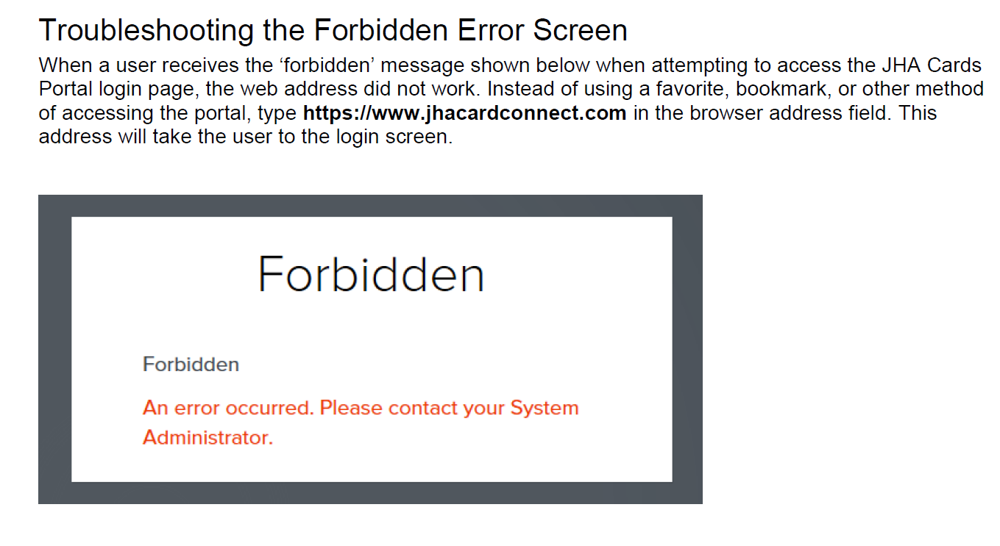 Troubleshooting the Forbidden Error Screen
When a user receives the ‘forbidden’ message shown below when attempting to access the JHA Cards
Portal login page, the web address did not work. Instead of using a favorite, bookmark, or other method
of accessing the portal, type https://www.jhacardconnect.com in the browser address field. This
address will take the user to the login screen.
Forbidden
Forbidden
An error occurred. Please contact your System
Administrator.